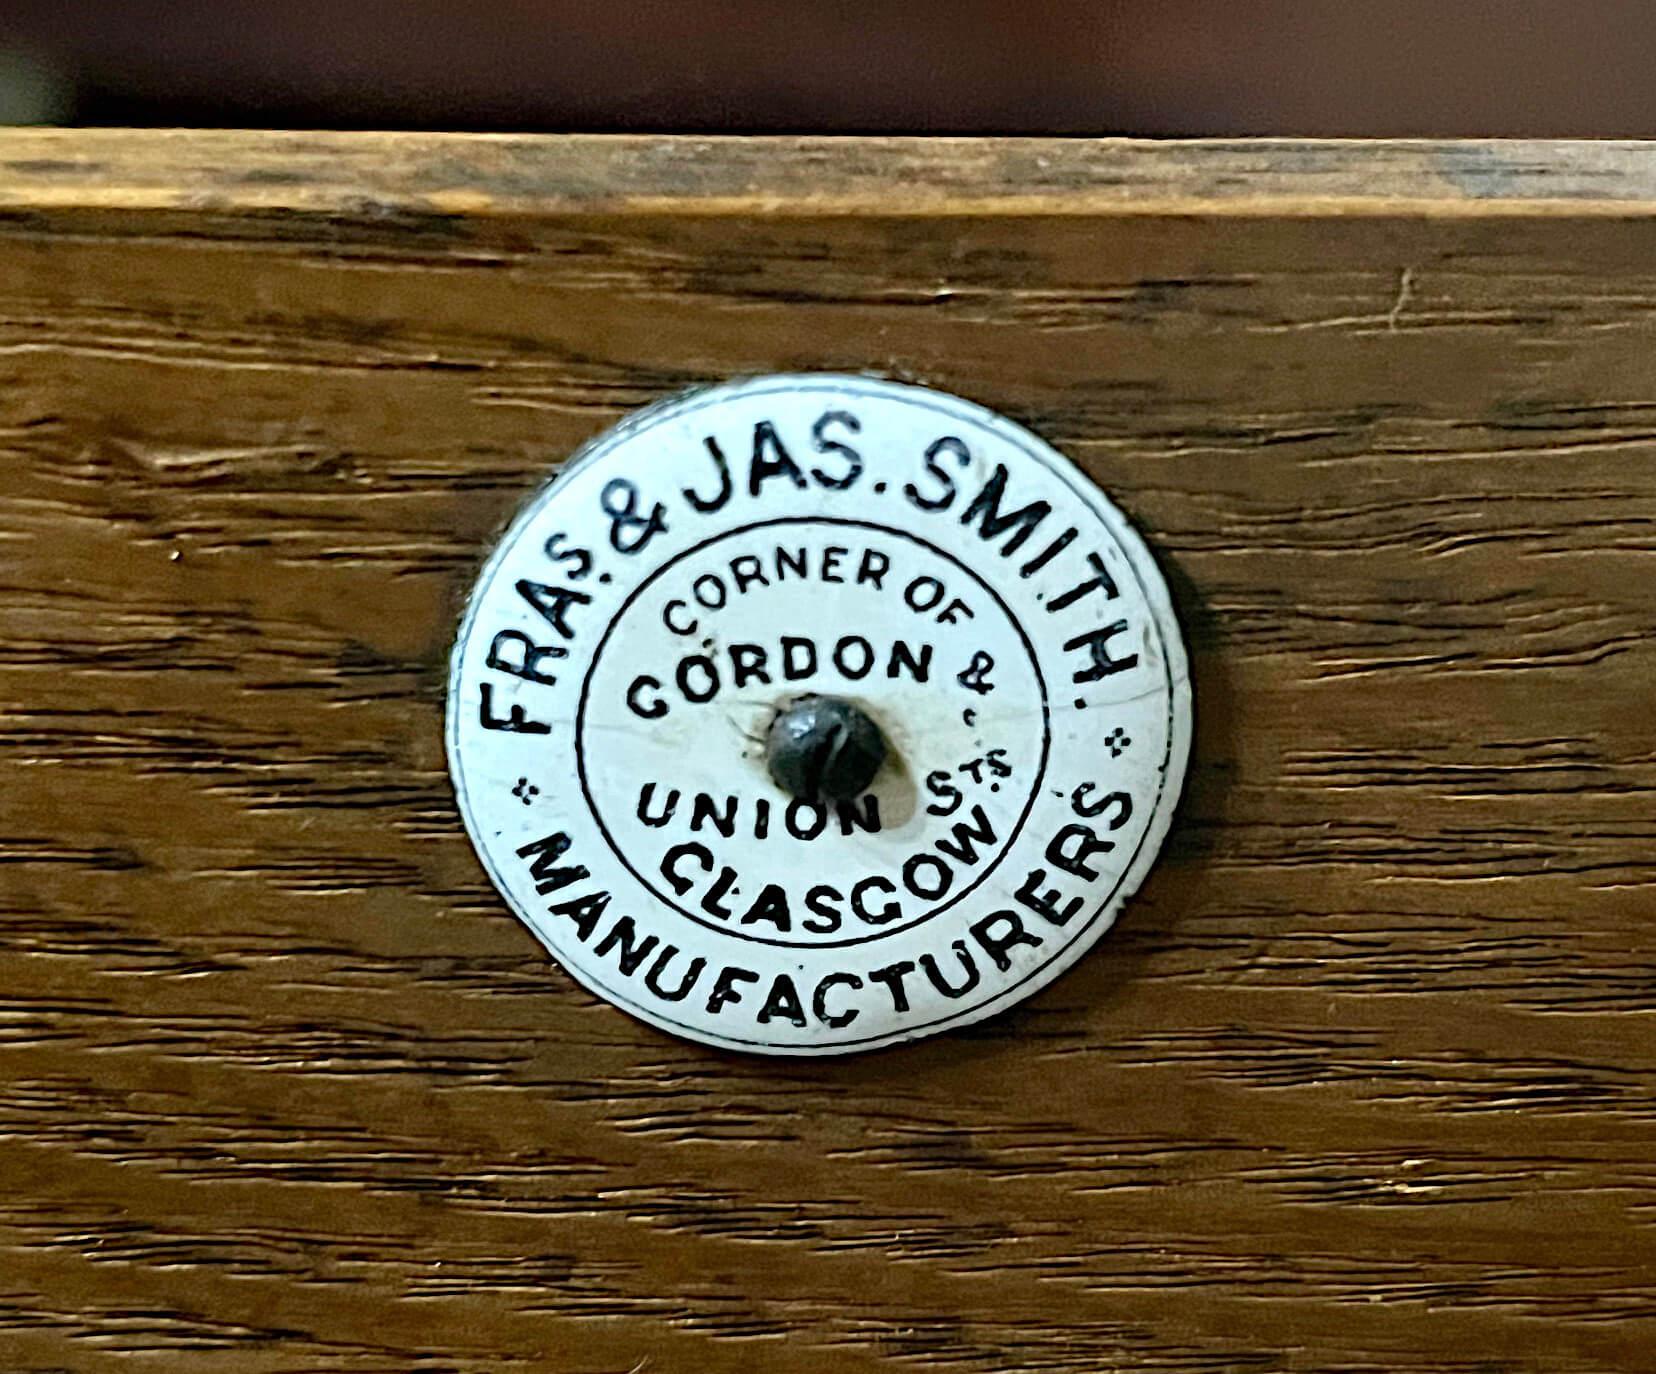 FRAS. & JAS. SMITH.
CORNER OF
GORDON &
UNION STS
GLASGOW.
MANUFACTURERS